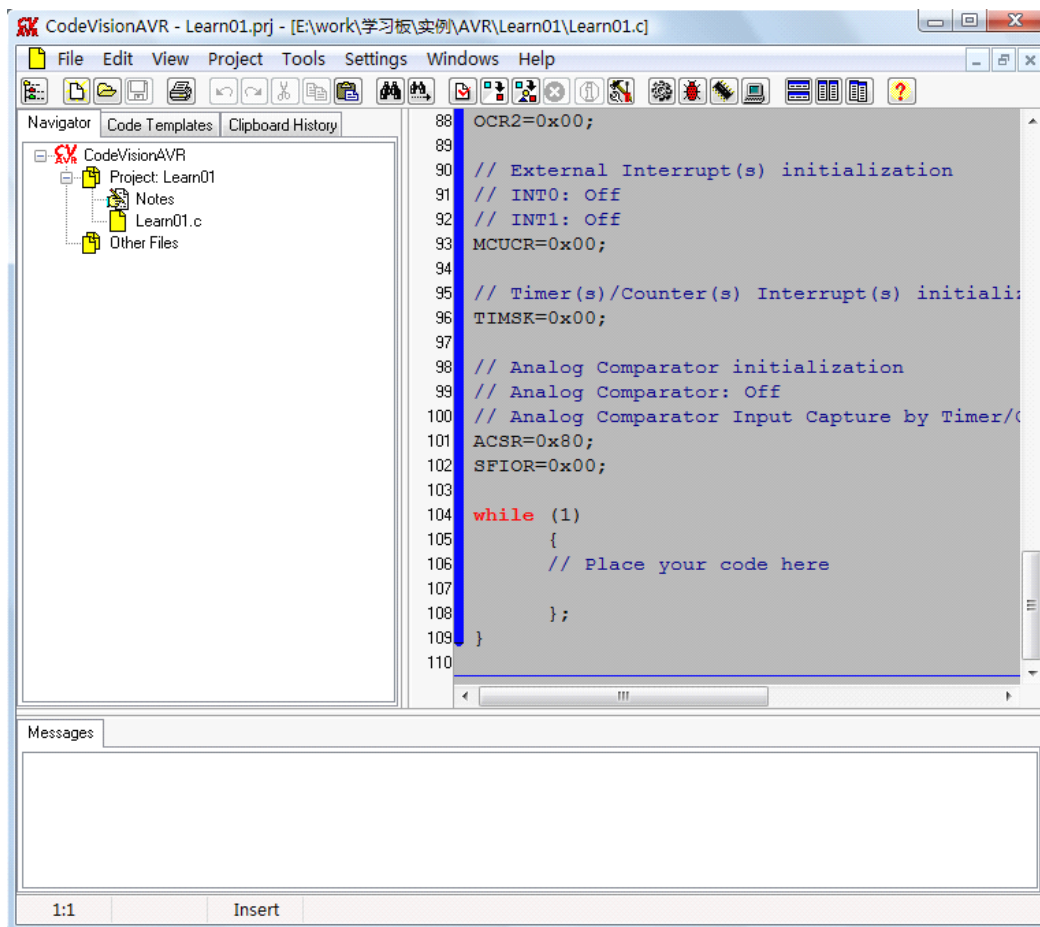 CodeVisionAVR - Learn01.prj - [E:\work\学习板\实例\AVR\Learn01\Learn01.c]
File Edit View Project Tools Settings Windows Help
Navigator Code Templates Clipboard History
CodeVisionAVR
Project: Learn01
Notes
Learn01.c
Other Files
88 OCR2=0x00;
89
90 // External Interrupt(s) initialization
91 // INT0: Off
92 // INT1: Off
93 MCUCR=0x00;
94
95 // Timer(s)/Counter(s) Interrupt(s) initiali
96 TIMSK=0x00;
97
98 // Analog Comparator initialization
99 // Analog Comparator: Off
100 // Analog Comparator Input Capture by Timer/
101 ACSR=0x80;
102 SFIOR=0x00;
103
104 while (1)
105 {
106 // Place your code here
107
108 };
109 }
110
Messages
1:1 Insert